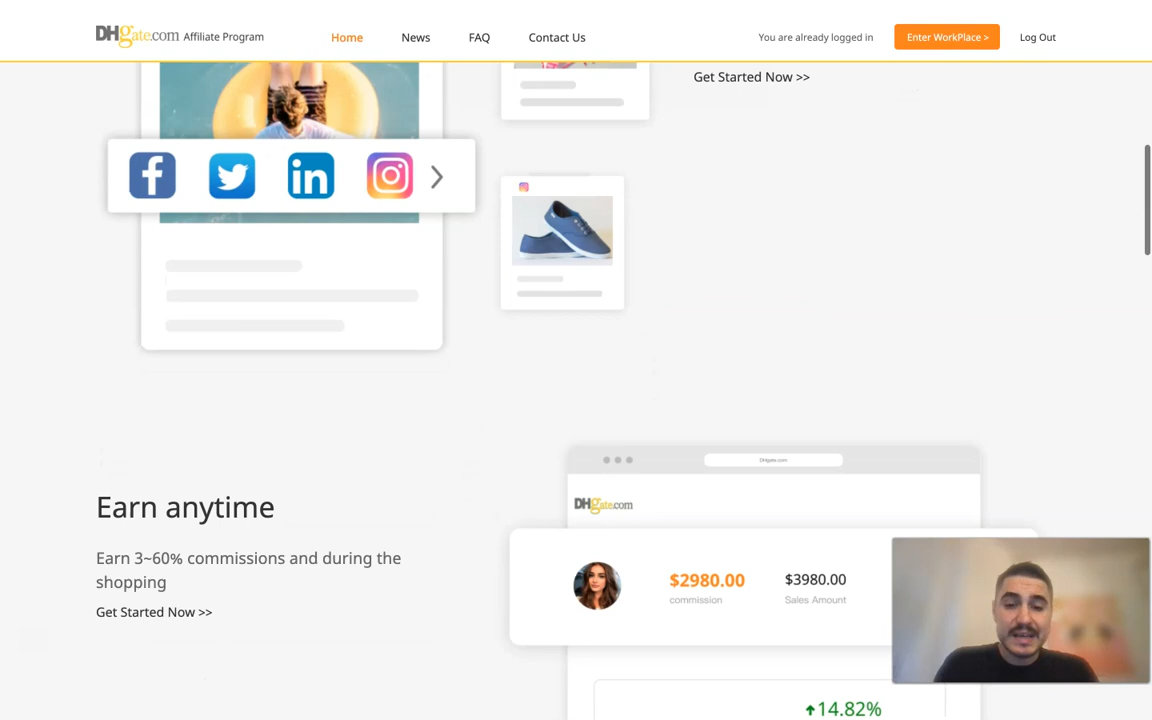 DHgate.com Affiliate Program
Home
News
FAQ
Contact Us
You are already logged in
Enter WorkPlace >
Log Out
Get Started Now >>
Earn anytime
Earn 3~60% commissions and during the
shopping
Get Started Now >>
DHgate.com
DHgate.com
$2980.00
commission
$3980.00
Sales Amount
14.82%